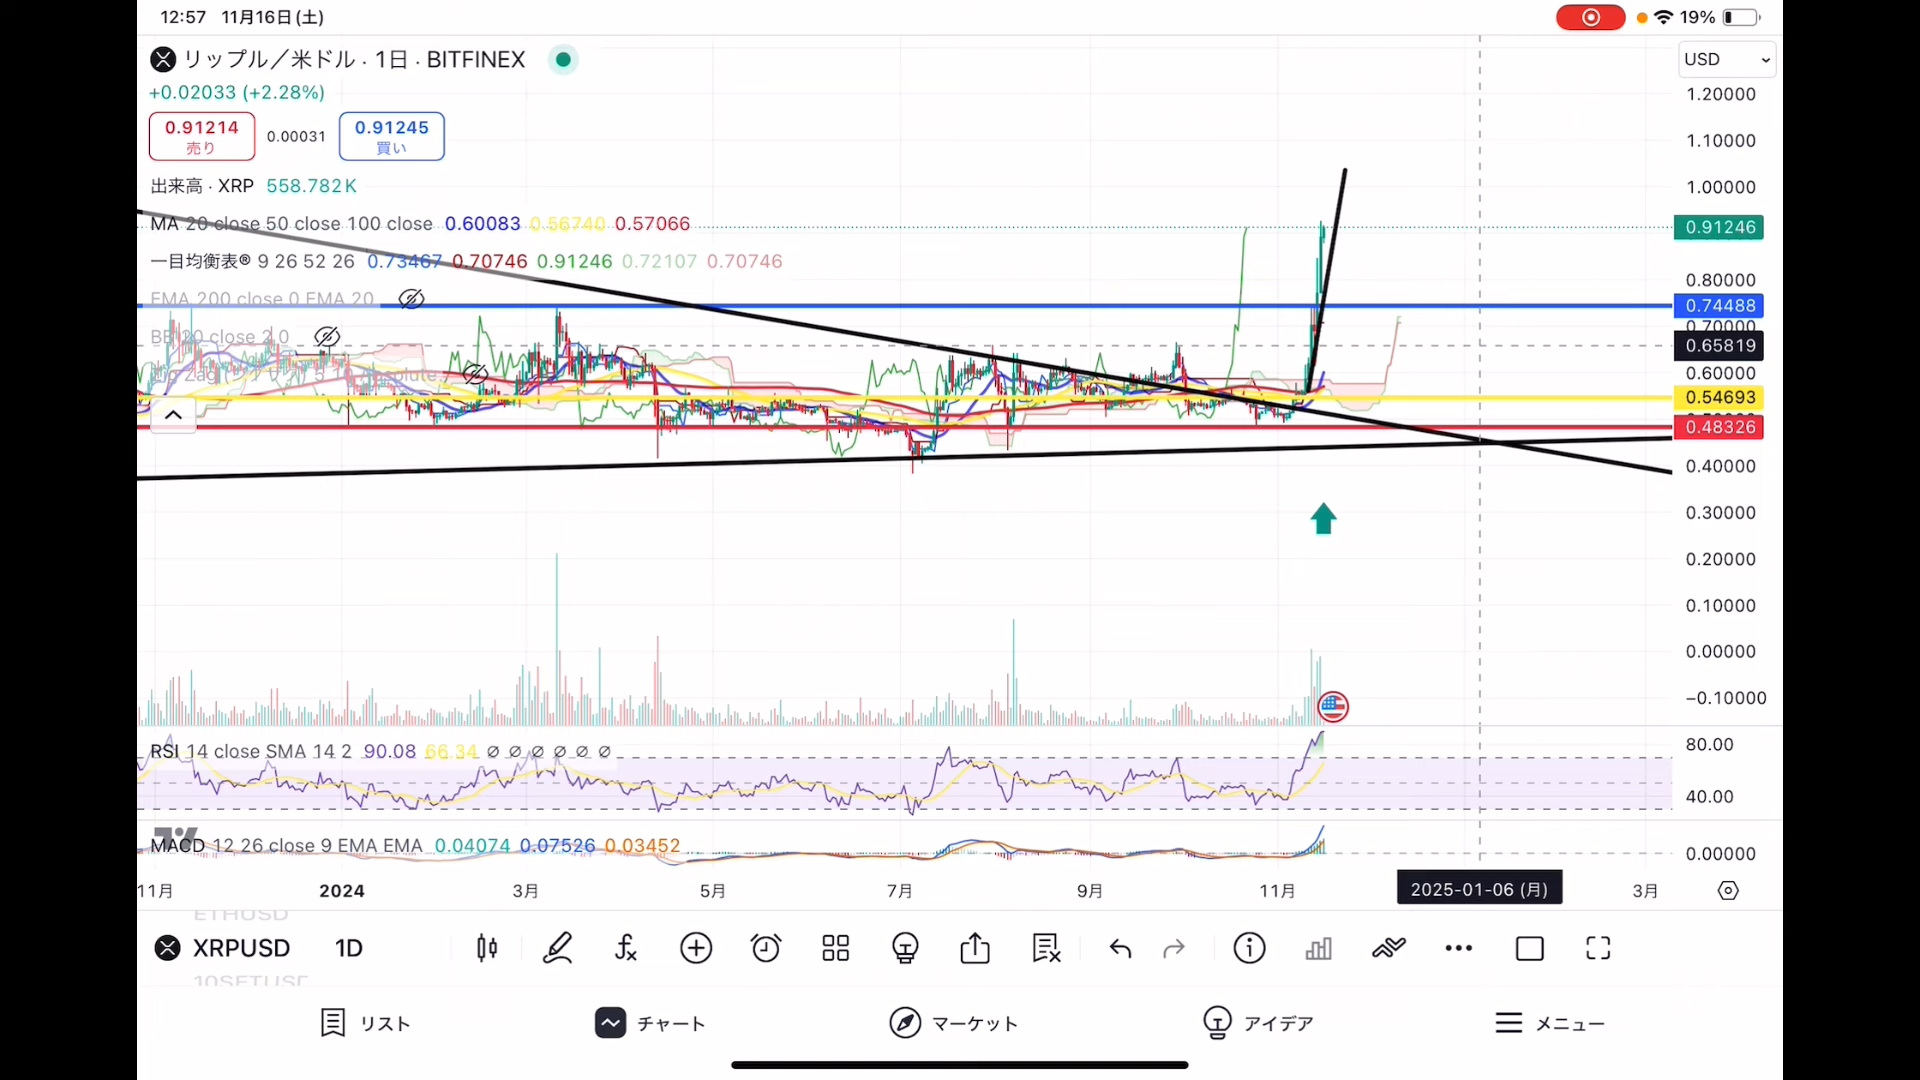 12:57 11月16日(土)
19%
リップル／米ドル · 1日 · BITFINEX
USD
+0.02033 (+2.28%)
0.91214
売り
0.00031
0.91245
買い
出来高 · XRP 558.782K
MA 20 close 50 close 100 close 0.60083 0.56740 0.57066
一目均衡表® 9 26 52 26 0.73467 0.70746 0.91246 0.72107 0.70746
EMA 200 close 0 EMA 20
BB 20 close 2 0
1.20000
1.10000
1.00000
0.91246
0.80000
0.74488
0.70000
0.65819
0.60000
0.54693
0.48326
0.40000
0.30000
0.20000
0.10000
0.00000
−0.10000
RSI 14 close SMA 14 2 90.08 66.34 ∅ ∅ ∅ ∅ ∅ ∅
80.00
40.00
MACD 12 26 close 9 EMA EMA 0.04074 0.07526 0.03452
0.00000
11月 2024 3月 5月 7月 9月 11月 2025-01-06 (月) 3月
ETHUSD
XRPUSD 1D
リスト チャート マーケット アイデア メニュー